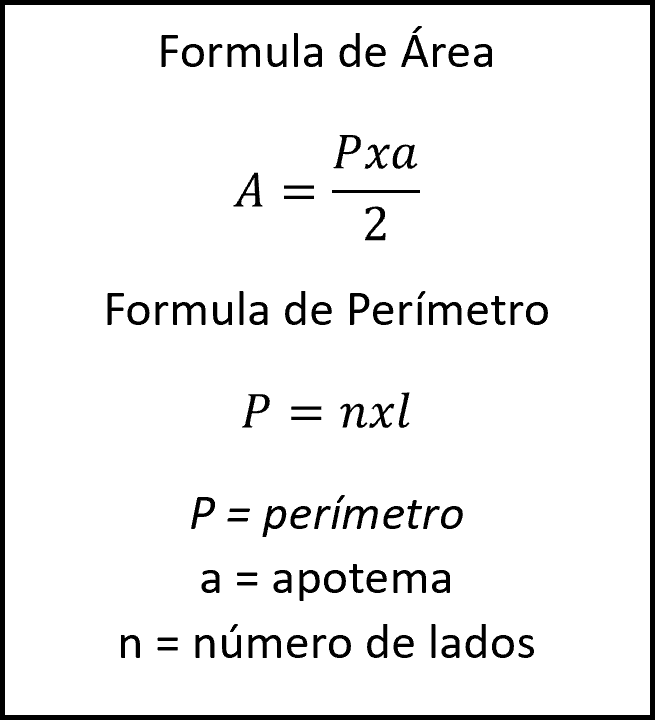 Formula de Área
A = Pxa / 2
Formula de Perímetro
P = nxl
P = perímetro
a = apotema
n = número de lados